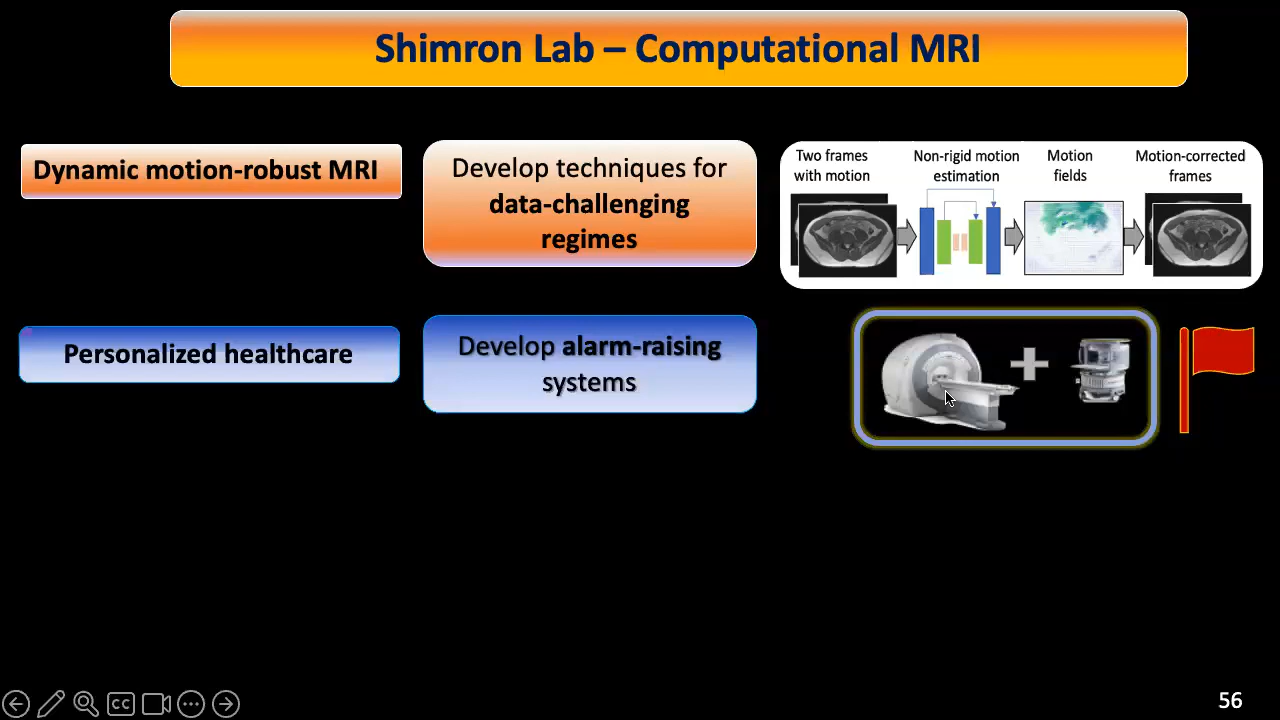 Shimron Lab – Computational MRI
Dynamic motion-robust MRI
Develop techniques for
data-challenging
regimes
Two frames
with motion
Non-rigid motion
estimation
Motion
fields
Motion-corrected
frames
Personalized healthcare
Develop alarm-raising
systems
CC
56